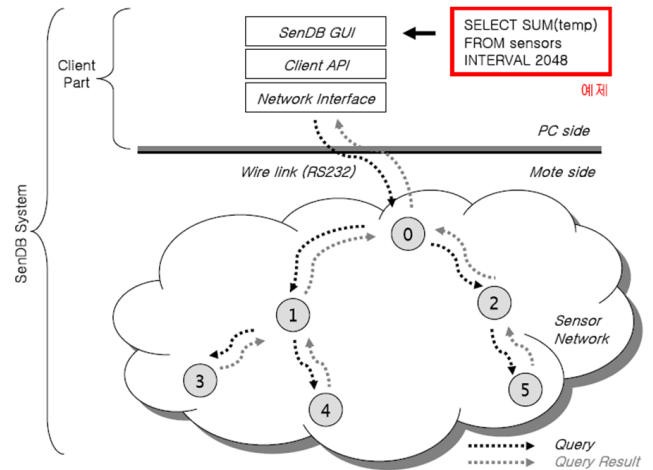 SenDB GUI
SELECT SUM(temp)
FROM sensors
INTERVAL 2048
Client
Part
Client API
Network Interface
예제
PC side
Wire link (RS232)
Mote side
SenDB System
0
1
2
Sensor
Network
3
4
5
Query
Query Result